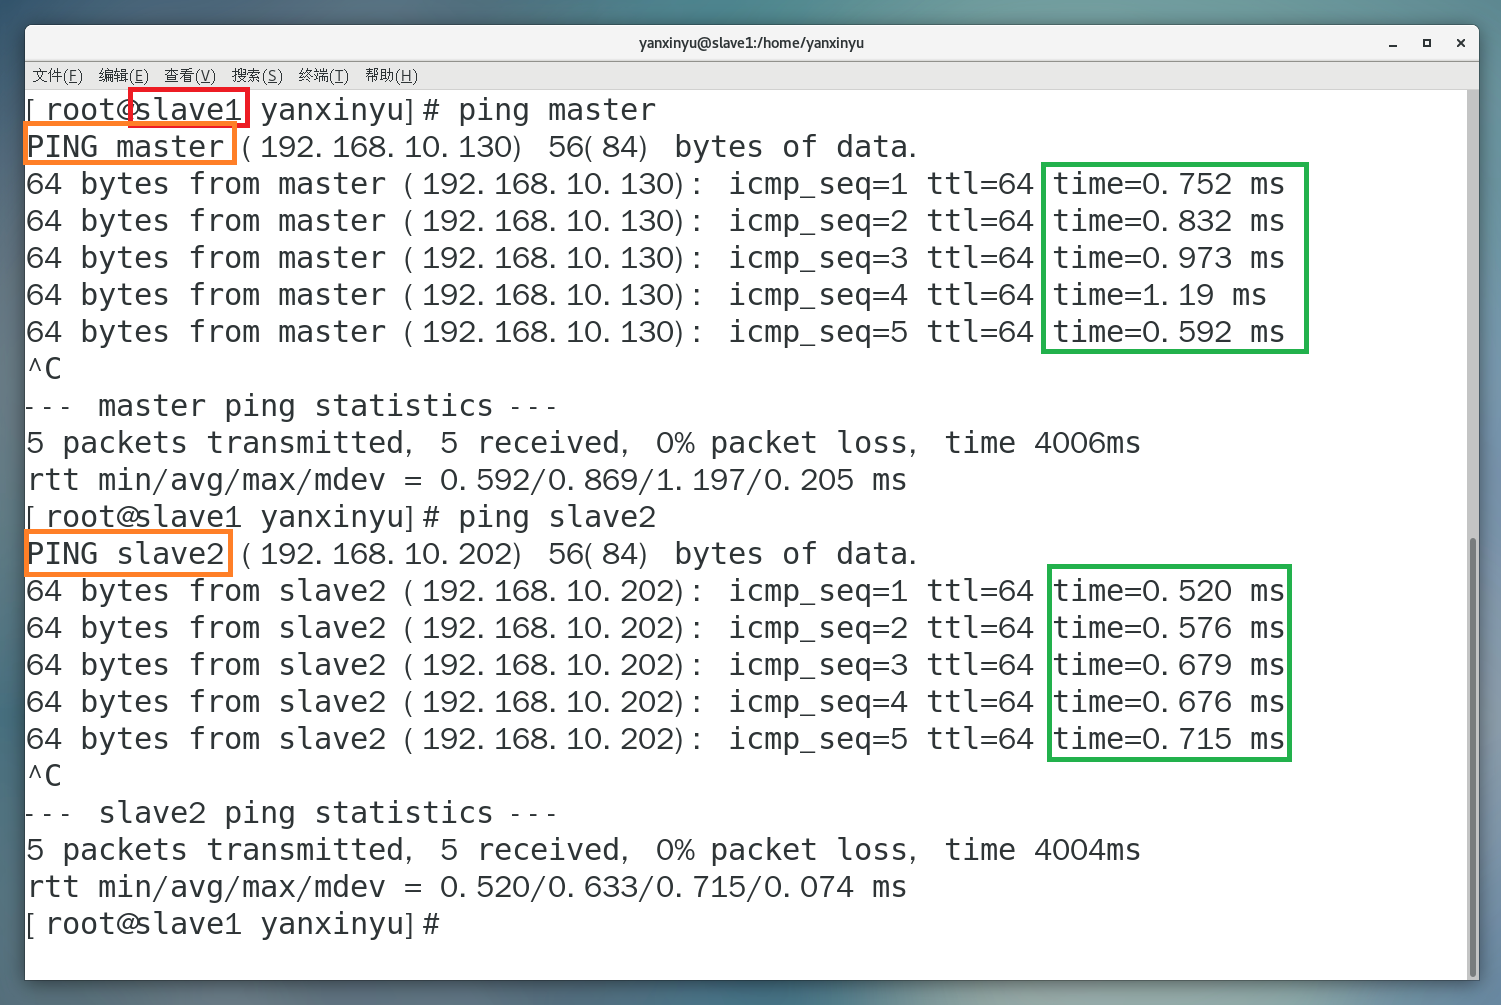 yanxinyu@slave1:/home/yanxinyu
文件(F) 编辑(E) 查看(V) 搜索(S) 终端(T) 帮助(H)
[root@slave1 yanxinyu]# ping master
PING master (192.168.10.130) 56(84) bytes of data.
64 bytes from master (192.168.10.130): icmp_seq=1 ttl=64 time=0.752 ms
64 bytes from master (192.168.10.130): icmp_seq=2 ttl=64 time=0.832 ms
64 bytes from master (192.168.10.130): icmp_seq=3 ttl=64 time=0.973 ms
64 bytes from master (192.168.10.130): icmp_seq=4 ttl=64 time=1.19 ms
64 bytes from master (192.168.10.130): icmp_seq=5 ttl=64 time=0.592 ms
^C
--- master ping statistics ---
5 packets transmitted, 5 received, 0% packet loss, time 4006ms
rtt min/avg/max/mdev = 0.592/0.869/1.197/0.205 ms
[root@slave1 yanxinyu]# ping slave2
PING slave2 (192.168.10.202) 56(84) bytes of data.
64 bytes from slave2 (192.168.10.202): icmp_seq=1 ttl=64 time=0.520 ms
64 bytes from slave2 (192.168.10.202): icmp_seq=2 ttl=64 time=0.576 ms
64 bytes from slave2 (192.168.10.202): icmp_seq=3 ttl=64 time=0.679 ms
64 bytes from slave2 (192.168.10.202): icmp_seq=4 ttl=64 time=0.676 ms
64 bytes from slave2 (192.168.10.202): icmp_seq=5 ttl=64 time=0.715 ms
^C
--- slave2 ping statistics ---
5 packets transmitted, 5 received, 0% packet loss, time 4004ms
rtt min/avg/max/mdev = 0.520/0.633/0.715/0.074 ms
[root@slave1 yanxinyu]#